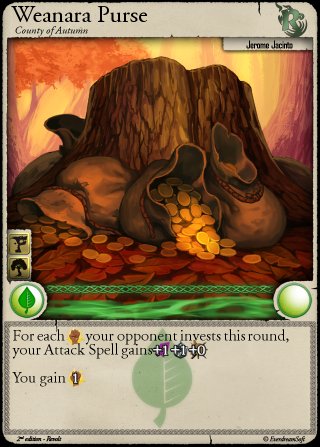 Weanara Purse
County of Autumn
Jerome Jacinto
For each your opponent invests this round,
your Attack Spell gains +1 +1 +0
You gain 1
2nd edition - Revolt
© EverdreamSoft